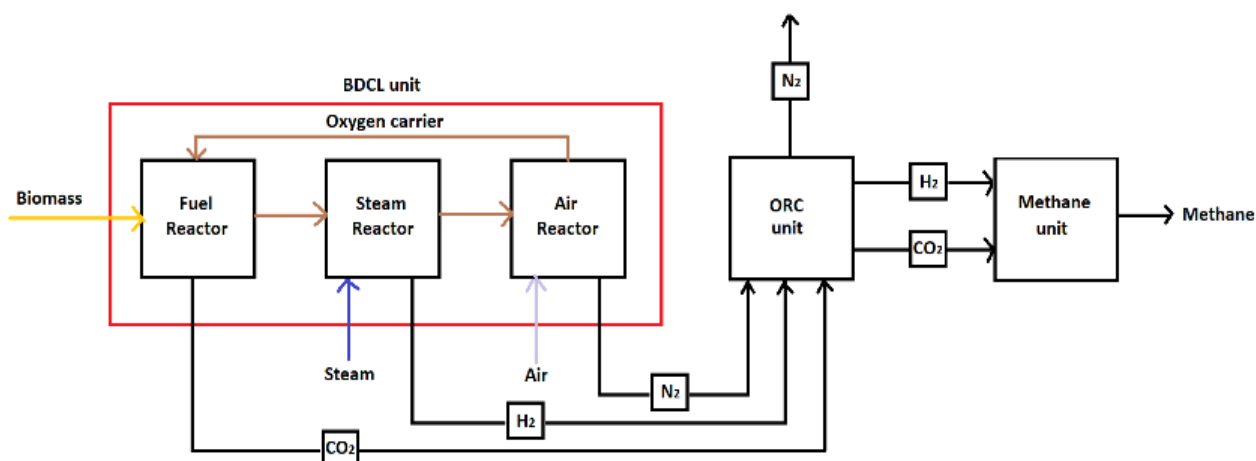 N2
BDCL unit
Oxygen carrier
Biomass
Fuel
Reactor
Steam
Reactor
Air
Reactor
ORC
unit
H2
CO2
Methane
unit
Methane
Steam
Air
N2
H2
CO2